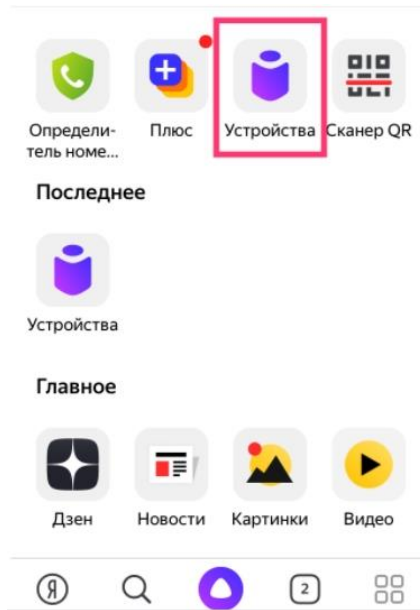 Определи-
тель номе...
Плюс
Устройства
Сканер QR
Последнее
Устройства
Главное
Дзен
Новости
Картинки
Видео
Я
2